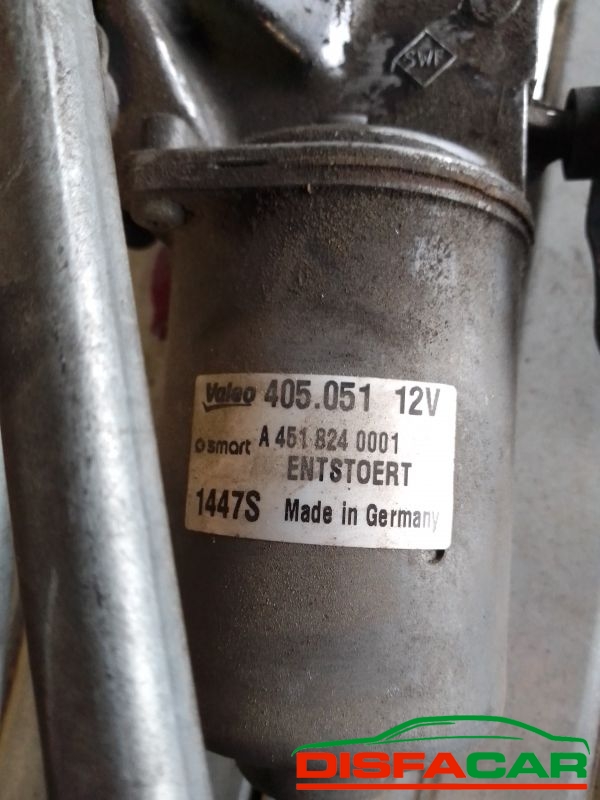 SWF
Valeo 405.051 12V
smart A 451 824 0001
ENTSTOERT
1447S Made in Germany
DISFACAR